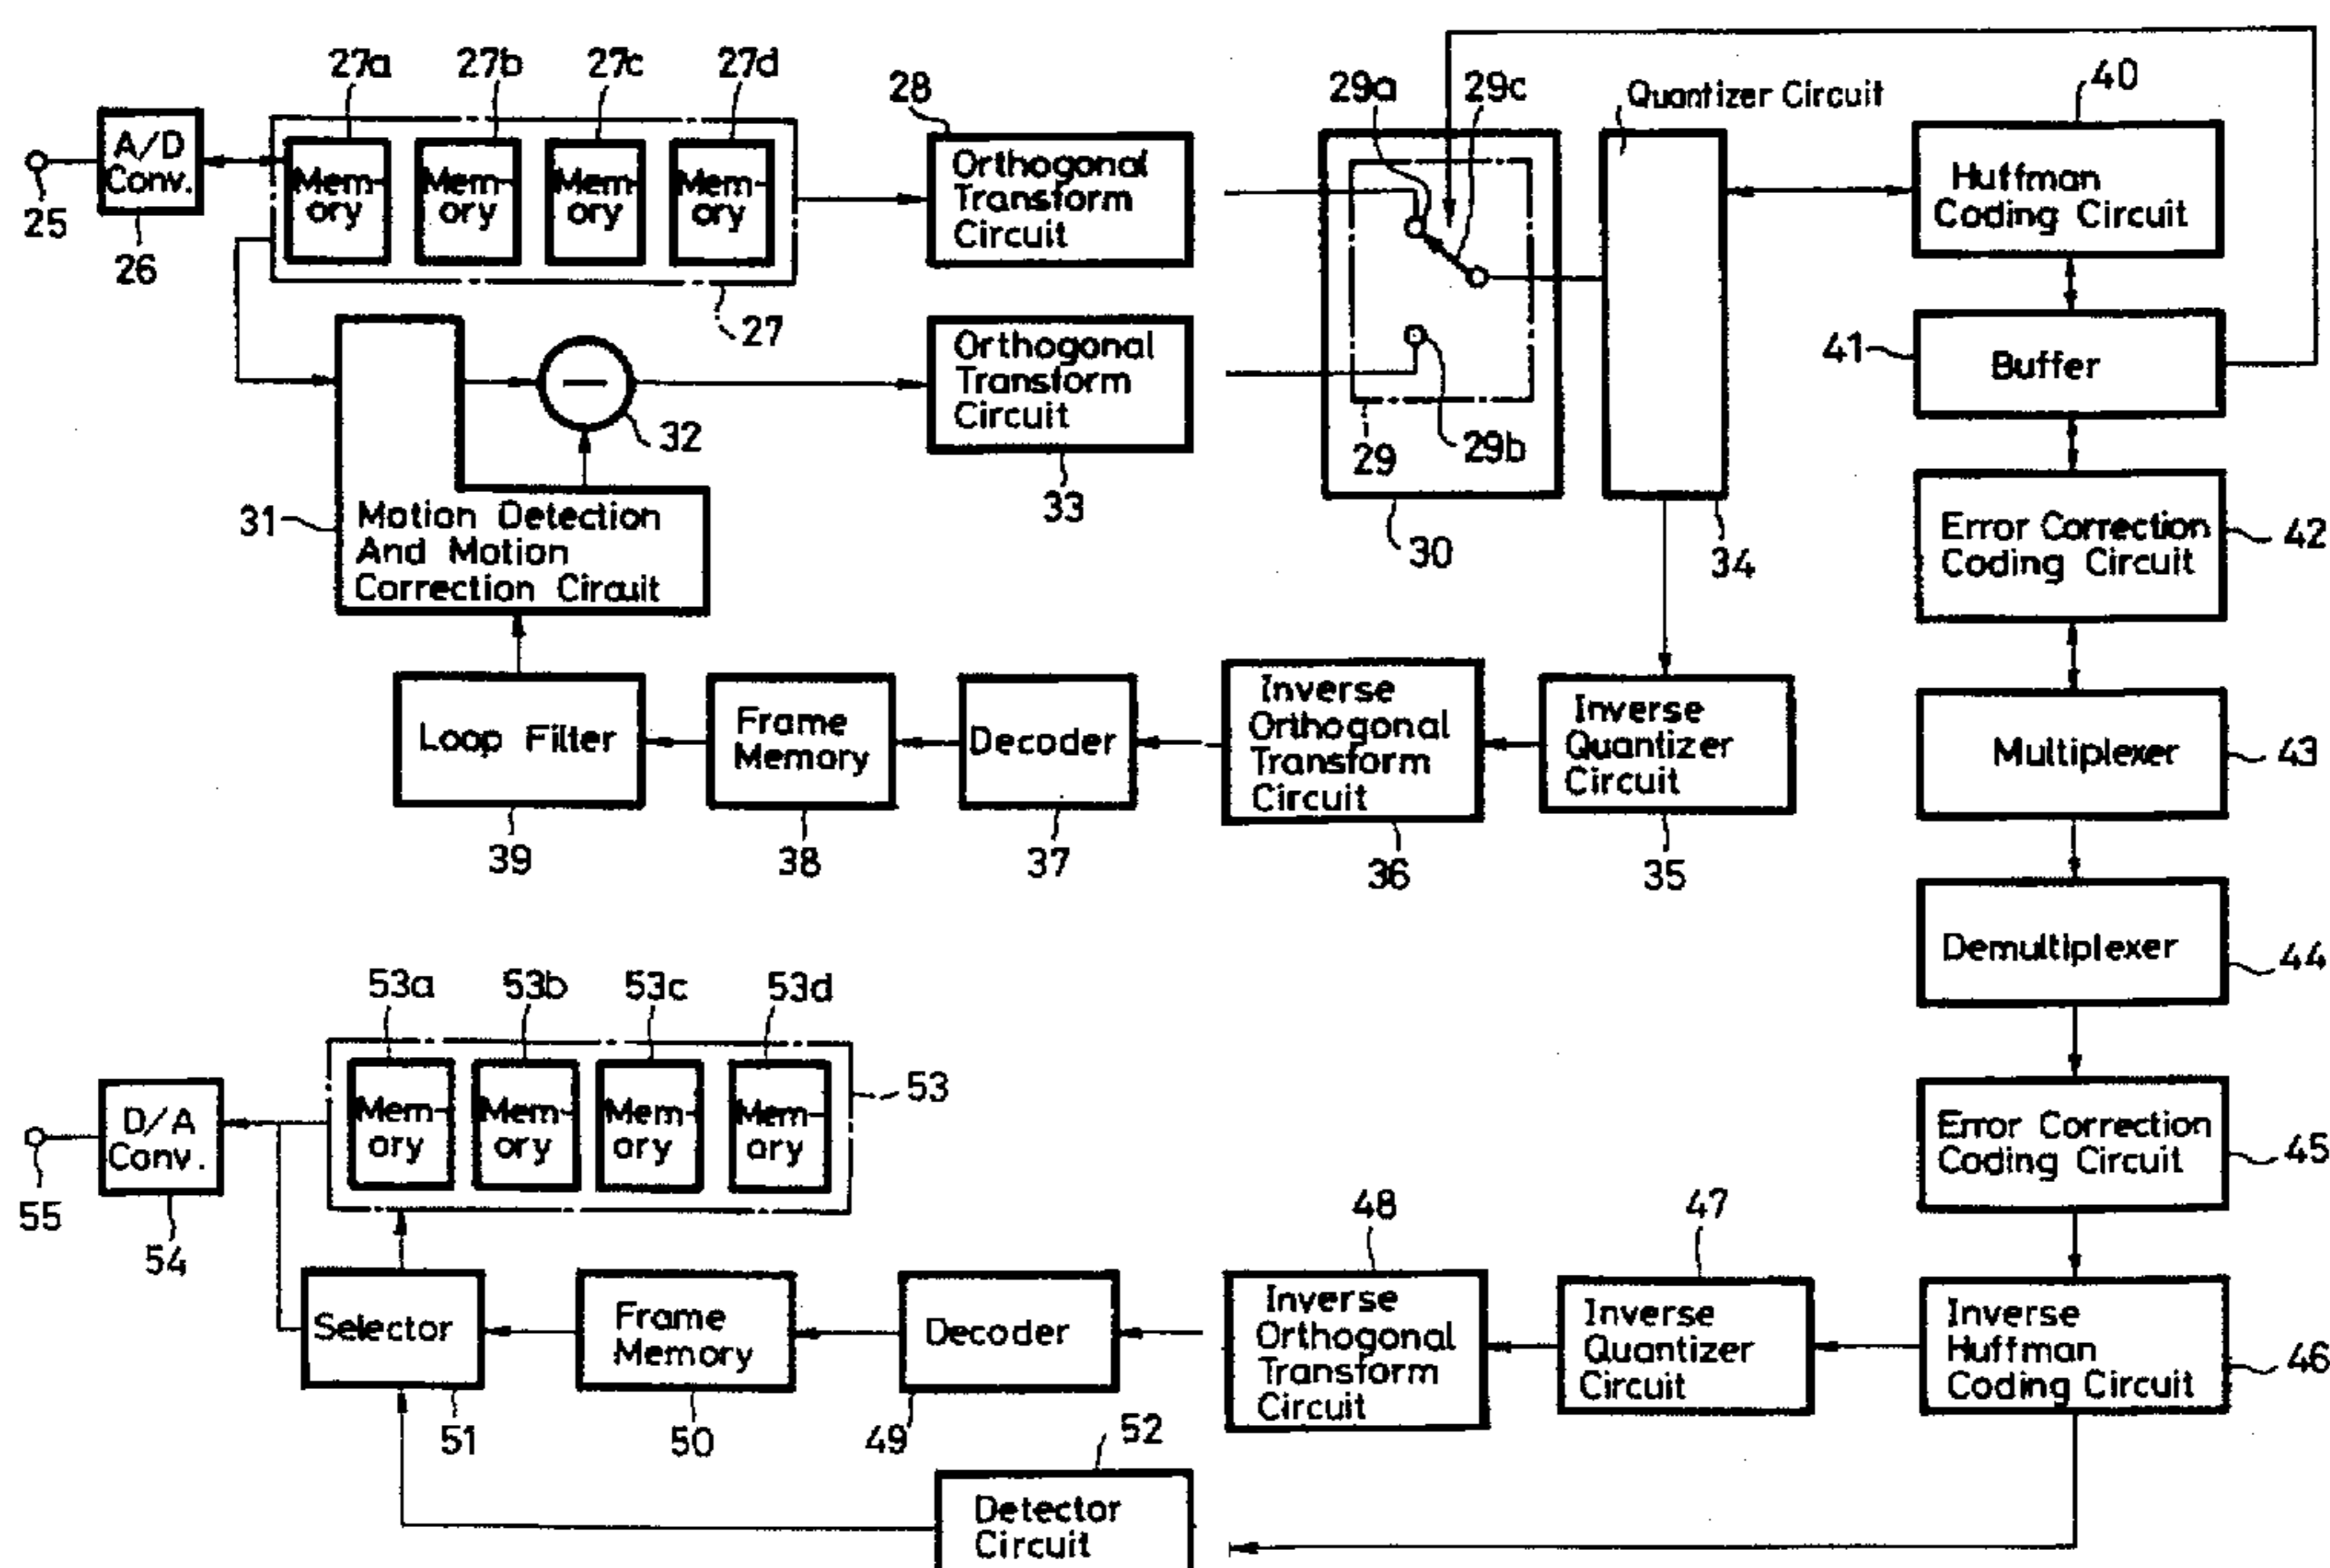 27a 27b 27c 27d
28
29a 29c
Quantizer Circuit
40
A/D
Conv.
Mem-
ory
Mem-
ory
Mem-
ory
Mem-
ory
Orthogonal
Transform
Circuit
Huffman
Coding Circuit
25
26
27
Orthogonal
Transform
Circuit
41
Buffer
32
29
29b
31
Motion Detection
And Motion
Correction Circuit
33
30
34
Error Correction
Coding Circuit
42
Loop Filter
Frame
Memory
Decoder
Inverse
Orthogonal
Transform
Circuit
Inverse
Quantizer
Circuit
Multiplexer
43
39
38
37
36
35
Demultiplexer
44
53a 53b 53c 53d
D/A
Conv.
Mem-
ory
Mem-
ory
Mem-
ory
Mem-
ory
53
Error Correction
Coding Circuit
45
55
54
48
47
Selector
Frame
Memory
Decoder
Inverse
Orthogonal
Transform
Circuit
Inverse
Quantizer
Circuit
Inverse
Huffman
Coding Circuit
46
51
50
49
52
Detector
Circuit